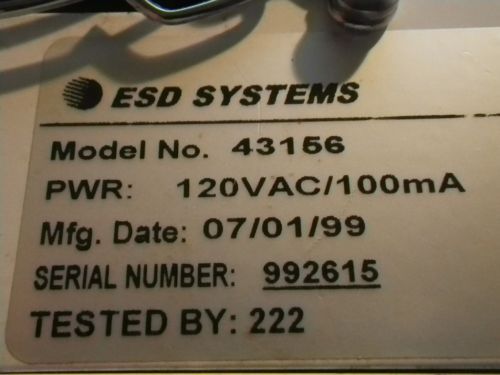 ESD SYSTEMS
Model No. 43156
PWR: 120VAC/100mA
Mfg. Date: 07/01/99
SERIAL NUMBER: 992615
TESTED BY: 222